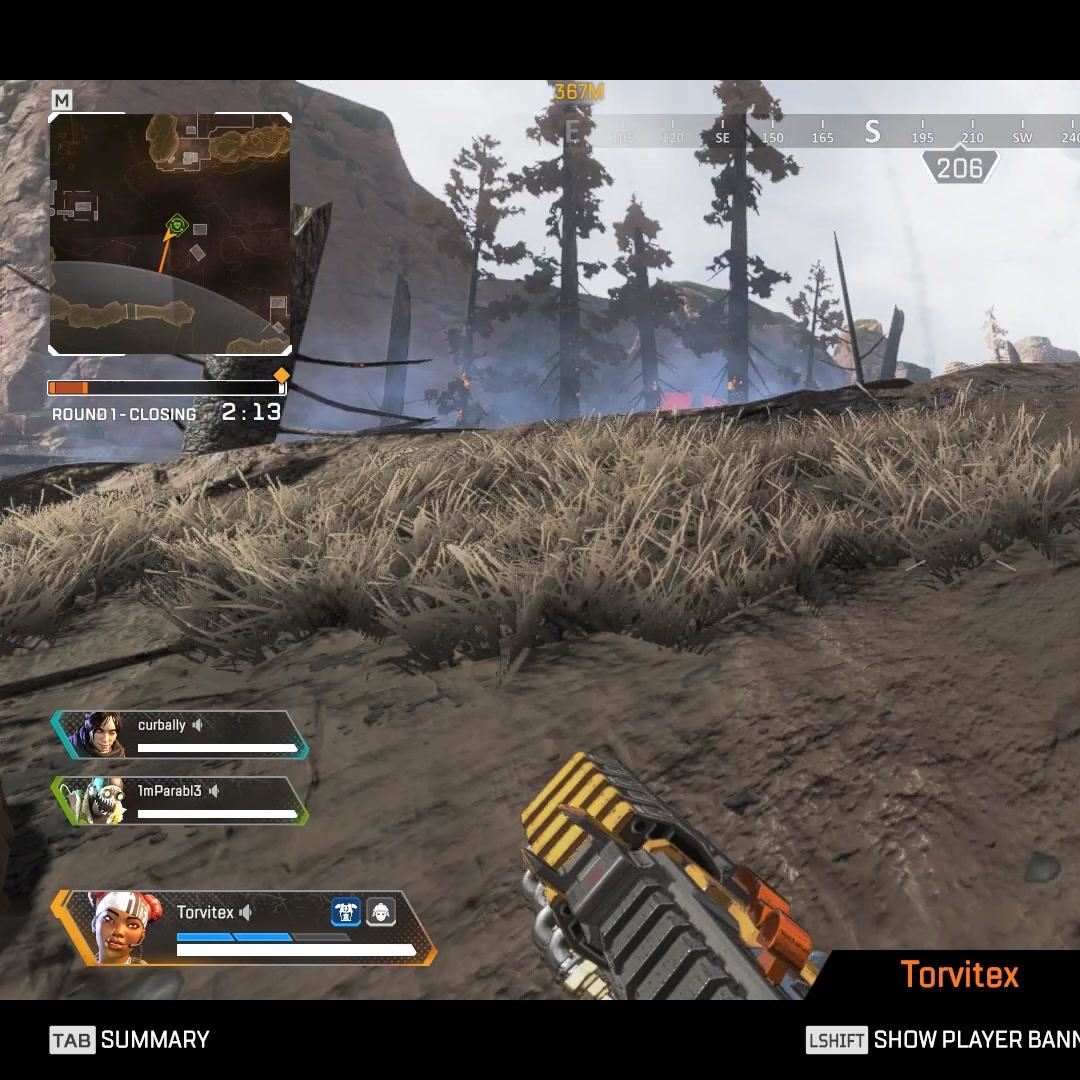 M
367M
E 105 120 SE 150 165 S 195 210 SW 240
206
ROUND 1 - CLOSING 2:13
curbally
1mParabl3
Torvitex
Torvitex
TAB SUMMARY
LSHIFT SHOW PLAYER BANN